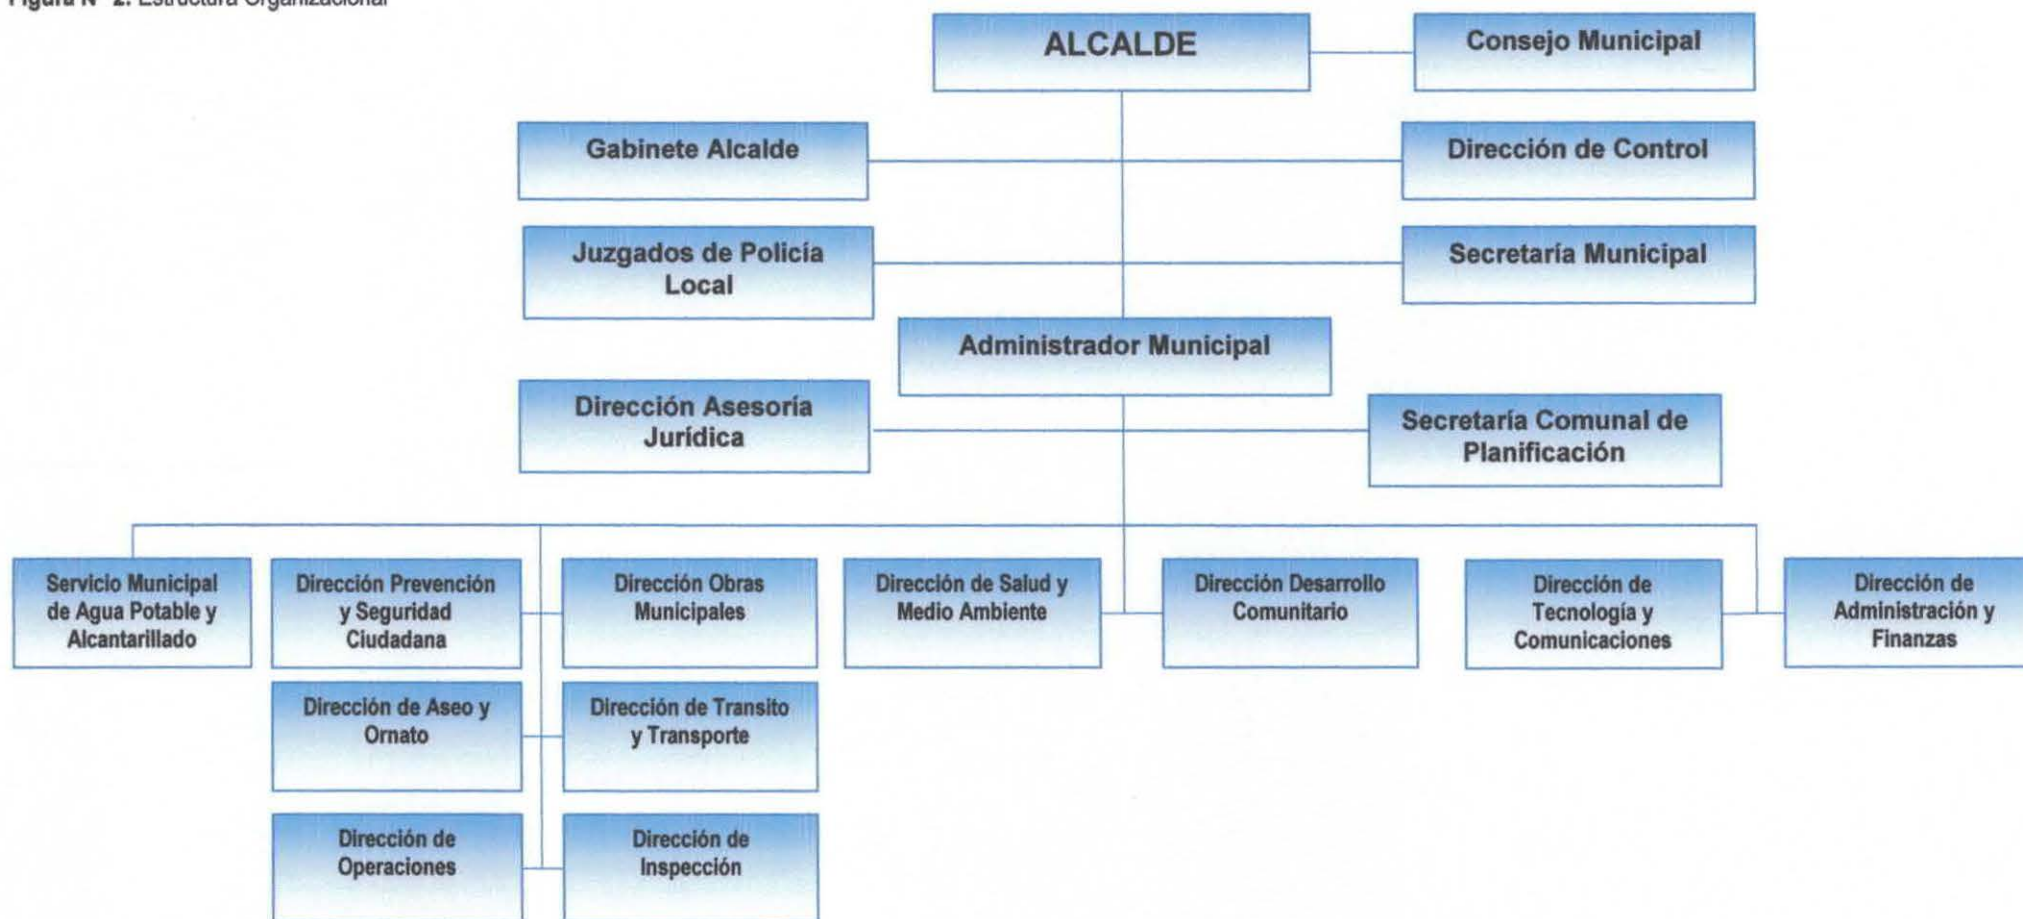 Figura N° 2. Estructura Organizacional
ALCALDE
Consejo Municipal
Gabinete Alcalde
Dirección de Control
Juzgados de Policía
Local
Secretaría Municipal
Administrador Municipal
Dirección Asesoría
Jurídica
Secretaría Comunal de
Planificación
Servicio Municipal
de Agua Potable y
Alcantarillado
Dirección Prevención
y Seguridad
Ciudadana
Dirección Obras
Municipales
Dirección de Salud y
Medio Ambiente
Dirección Desarrollo
Comunitario
Dirección de
Tecnología y
Comunicaciones
Dirección de
Administración y
Finanzas
Dirección de Aseo y
Ornato
Dirección de Transito
y Transporte
Dirección de
Operaciones
Dirección de
Inspección